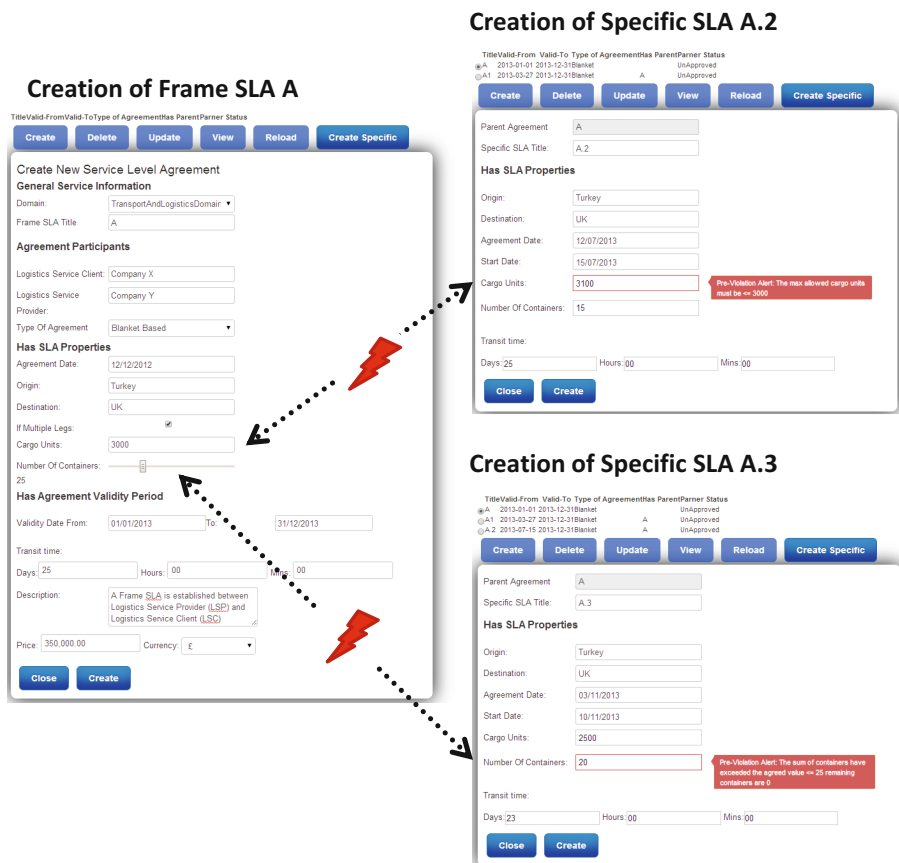 Creation of Frame SLA A
TitleValid-FromValid-ToType of AgreementHas ParentParner Status
Create Delete Update View Reload Create Specific
Create New Service Level Agreement
General Service Information
Domain: TransportAndLogisticsDomair
Frame SLA Title A
Agreement Participants
Logistics Service Client: Company X
Logistics Service Company Y
Provider:
Type Of Agreement Blanket Based
Has SLA Properties
Agreement Date: 12/12/2012
Origin: Turkey
Destination: UK
If Multiple Legs:
Cargo Units: 3000
Number Of Containers:
25
Has Agreement Validity Period
Validity Date From: 01/01/2013 To: 31/12/2013
Transit time:
Days: 25 Hours: 00 Mins: 00
Description: A Frame SLA is established between
Logistics Service Provider (LSP) and
Logistics Service Client (LSC)
Price: 350,000.00 Currency: £
Close Create
Creation of Specific SLA A.2
TitleValid-From Valid-To Type of AgreementHas ParentParner Status
A 2013-01-01 2013-12-31Blanket UnApproved
A1 2013-03-27 2013-12-31Blanket A UnApproved
Create Delete Update View Reload Create Specific
Parent Agreement A
Specific SLA Title: A.2
Has SLA Properties
Origin: Turkey
Destination: UK
Agreement Date: 12/07/2013
Start Date: 15/07/2013
Cargo Units: 3100 Pre-Violation Alert: The max allowed cargo units
must be <= 3000
Number Of Containers: 15
Transit time:
Days: 25 Hours: 00 Mins: 00
Close Create
Creation of Specific SLA A.3
TitleValid-From Valid-To Type of AgreementHas ParentParner Status
A 2013-01-01 2013-12-31Blanket UnApproved
A1 2013-03-27 2013-12-31Blanket A UnApproved
A.2 2013-07-15 2013-12-31Blanket A UnApproved
Create Delete Update View Reload Create Specific
Parent Agreement A
Specific SLA Title: A.3
Has SLA Properties
Origin: Turkey
Destination: UK
Agreement Date: 03/11/2013
Start Date: 10/11/2013
Cargo Units: 2500
Number Of Containers: 20 Pre-Violation Alert: The sum of containers have
exceeded the agreed value <= 25 remaining
containers are 0
Transit time:
Days: 23 Hours: 00 Mins: 00
Close Create